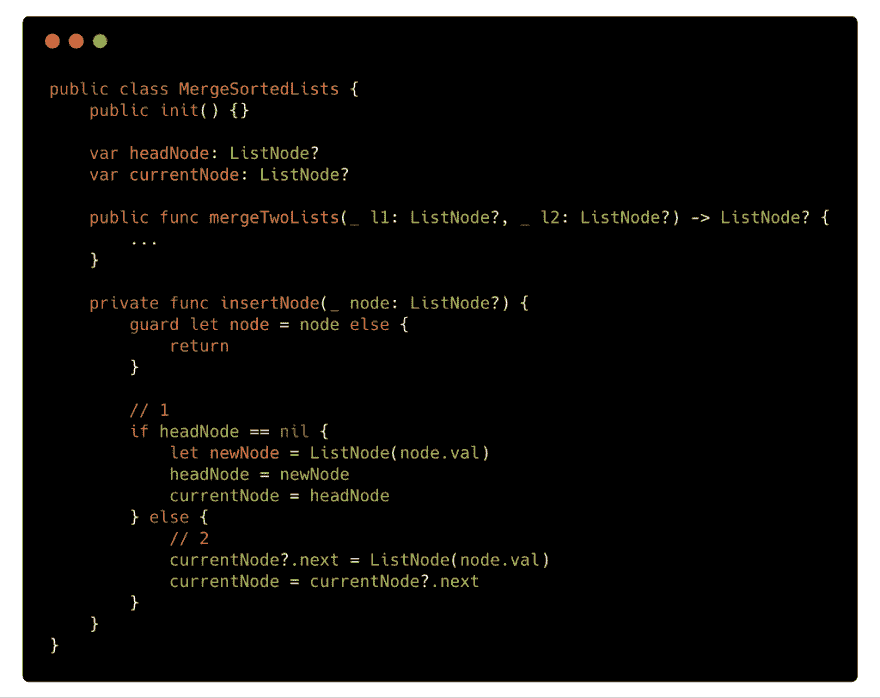 public class MergeSortedLists {
    public init() {}
    var headNode: ListNode?
    var currentNode: ListNode?
    public func mergeTwoLists(_ l1: ListNode?, _ l2: ListNode?) -> ListNode? {
        ...
    }
    private func insertNode(_ node: ListNode?) {
        guard let node = node else {
            return
        }
        // 1
        if headNode == nil {
            let newNode = ListNode(node.val)
            headNode = newNode
            currentNode = headNode
        } else {
            // 2
            currentNode?.next = ListNode(node.val)
            currentNode = currentNode?.next
        }
    }
}